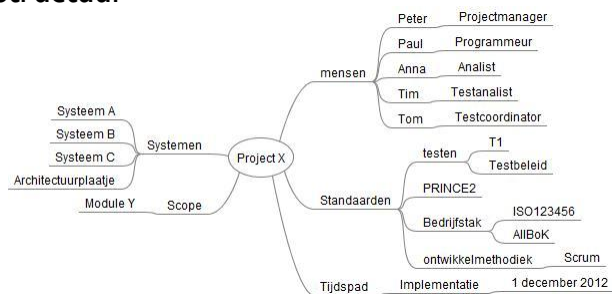 Peter Projectmanager
Paul Programmeur
mensen Anna Analist
Tim Testanalist
Tom Testcoordinator
Systeem A
Systeem B
Systemen
Systeem C
Architectuurplaatje
Project X
Module Y Scope
T1
testen
Testbeleid
PRINCE2
Standaarden
ISO123456
Bedrijfstak
AllBoK
ontwikkelmethodiek Scrum
Tijdspad Implementatie 1 december 2012